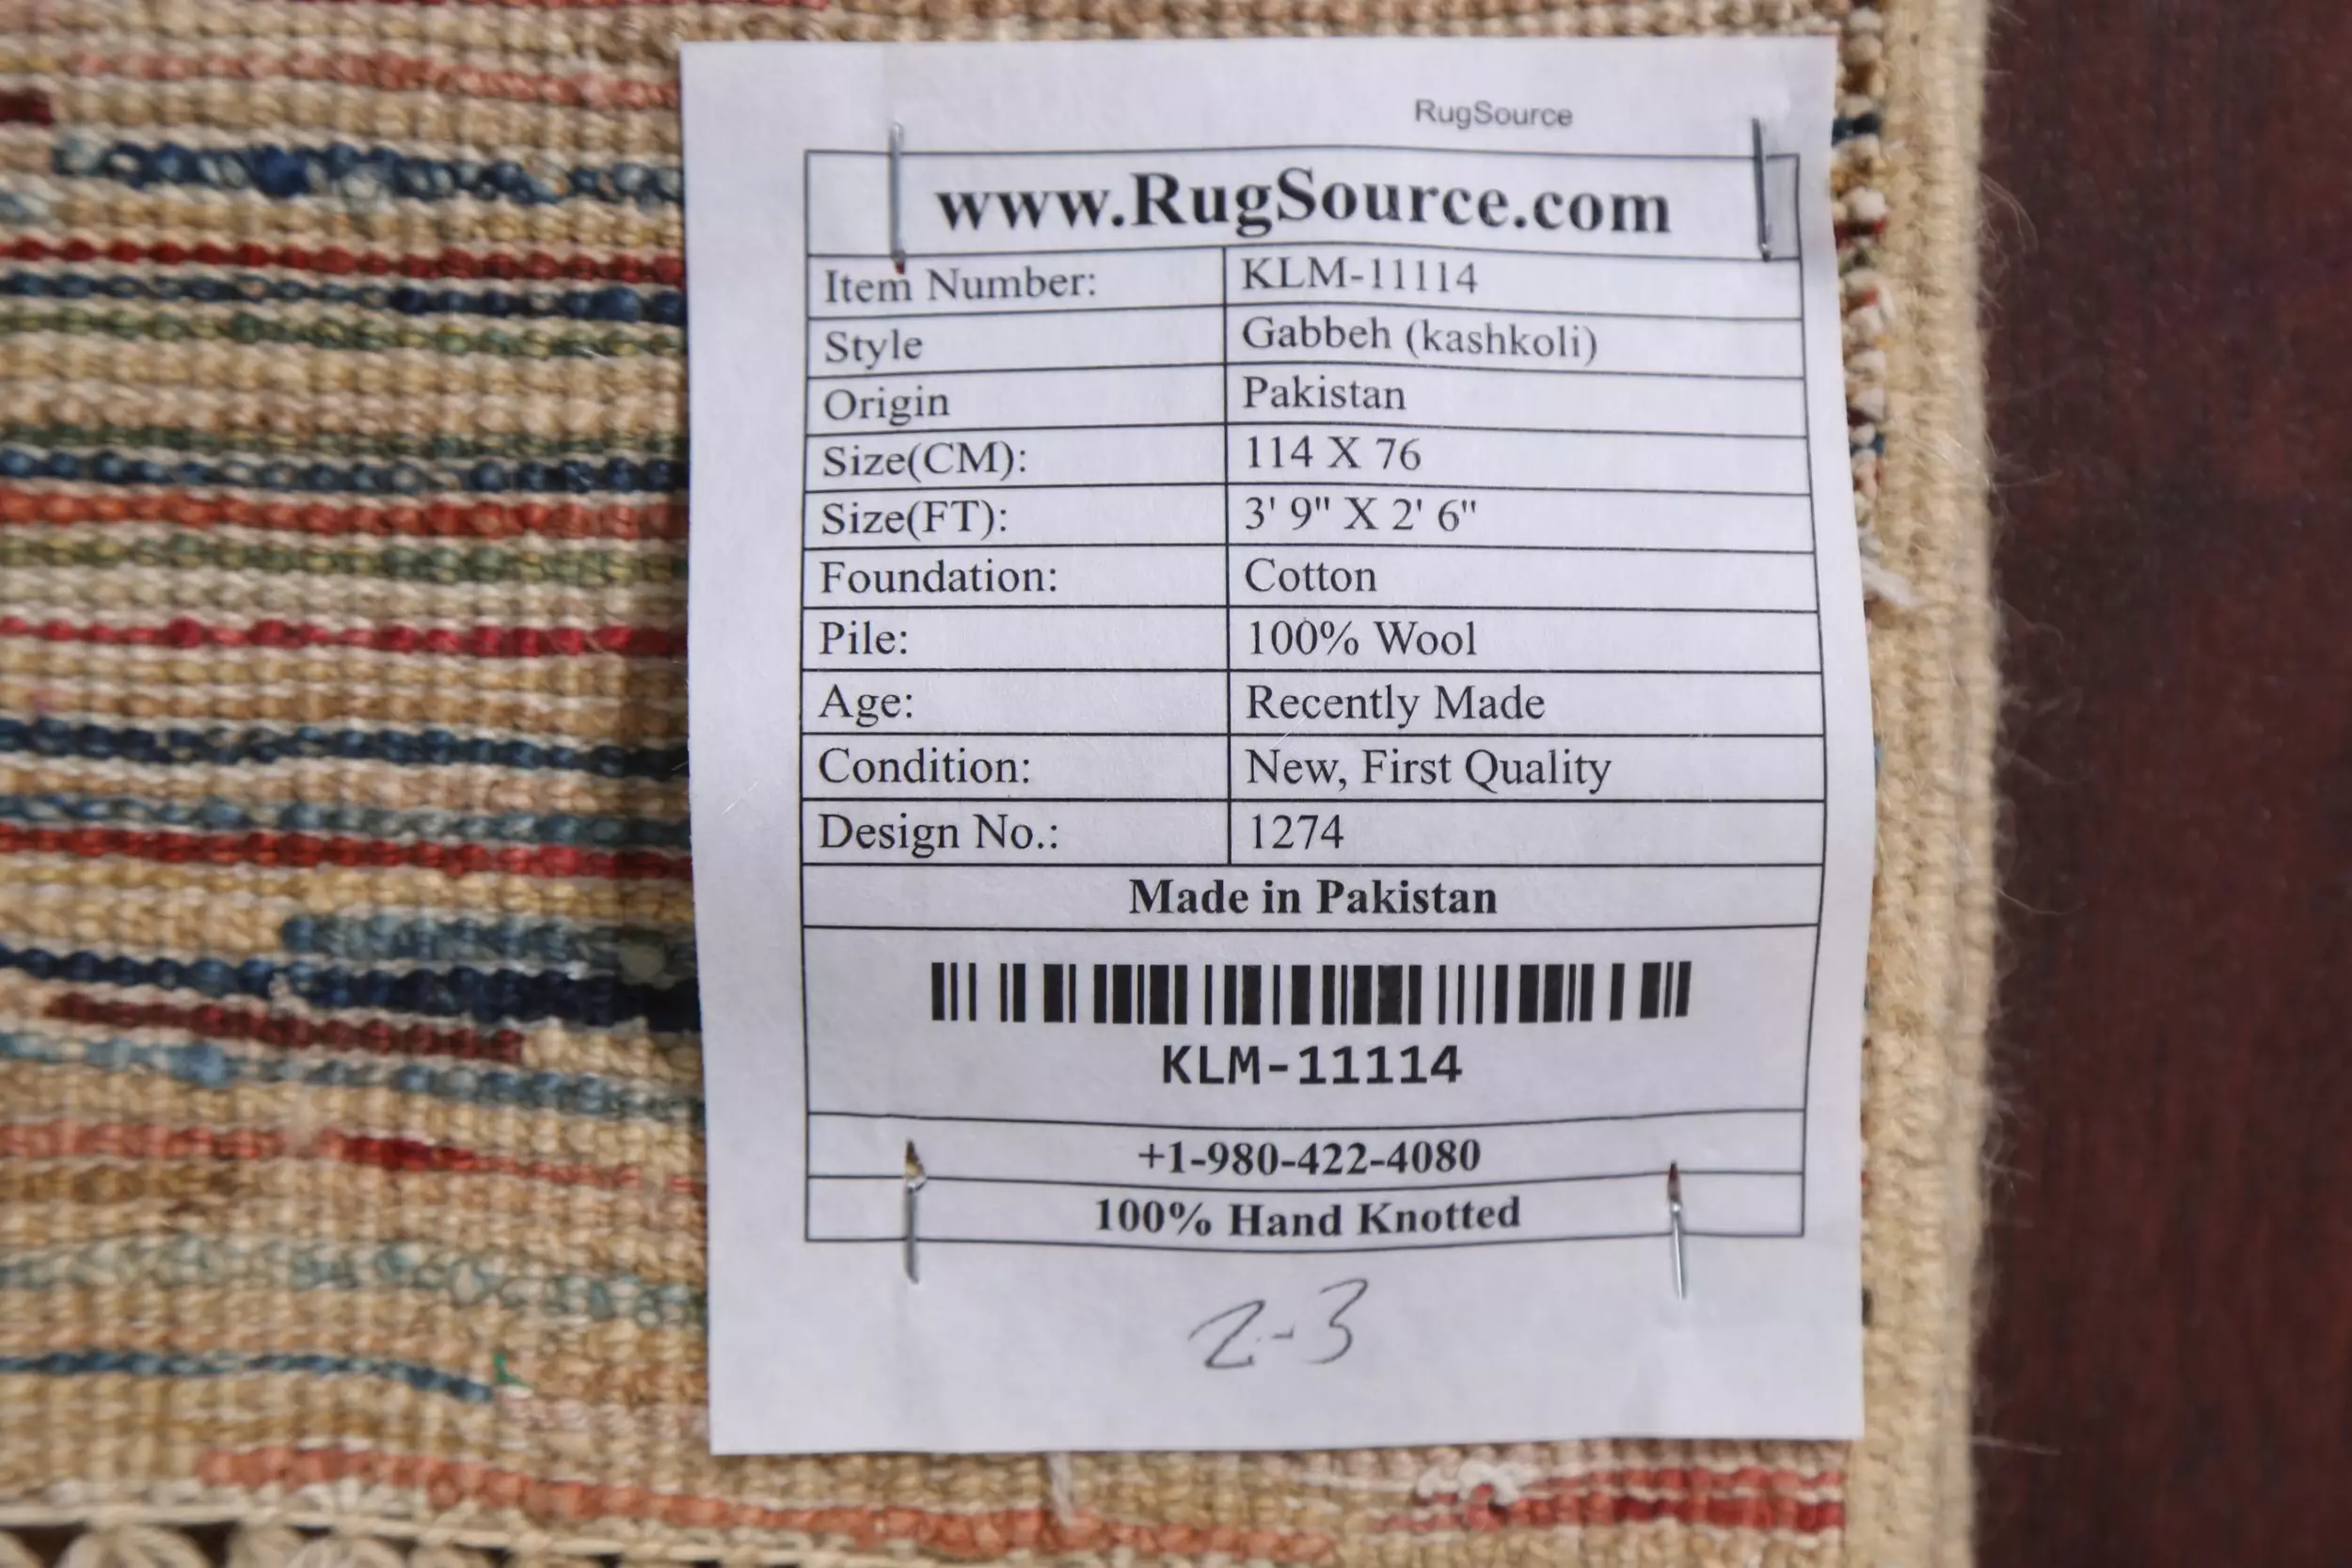 RugSource
www.RugSource.com
Item Number: KLM-11114
Style Gabbeh (kashkoli)
Origin Pakistan
Size(CM): 114 X 76
Size(FT): 3' 9" X 2' 6"
Foundation: Cotton
Pile: 100% Wool
Age: Recently Made
Condition: New, First Quality
Design No.: 1274
Made in Pakistan
KLM-11114
+1-980-422-4080
100% Hand Knotted
2-3